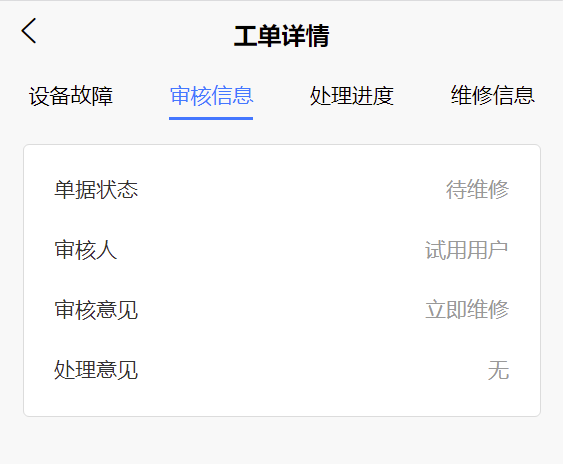 工单详情
设备故障 审核信息 处理进度 维修信息
单据状态 待维修
审核人 试用用户
审核意见 立即维修
处理意见 无